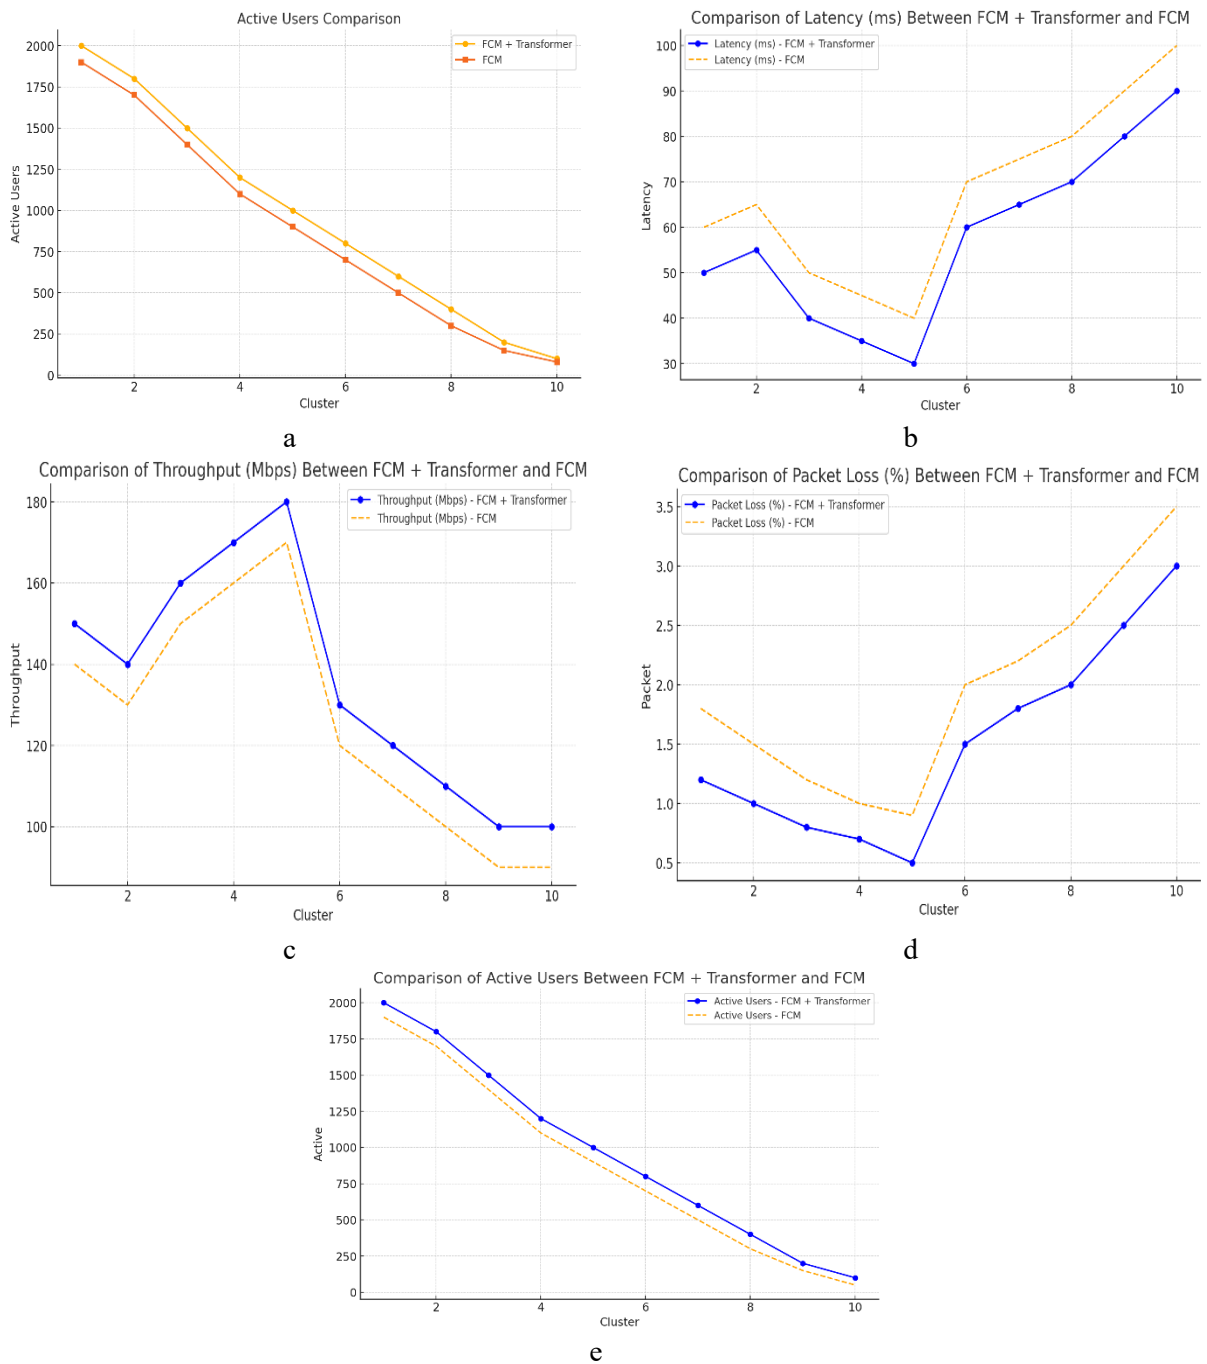 Active Users Comparison
2000
1750
1500
1250
1000
750
500
250
0
Active Users
FCM + Transformer
FCM
2 4 6 8 10
Cluster
a
Comparison of Latency (ms) Between FCM + Transformer and FCM
100
90
80
70
60
50
40
30
Latency
Latency (ms) - FCM + Transformer
Latency (ms) - FCM
2 4 6 8 10
Cluster
b
Comparison of Throughput (Mbps) Between FCM + Transformer and FCM
180
160
140
120
100
Throughput
Throughput (Mbps) - FCM + Transformer
Throughput (Mbps) - FCM
2 4 6 8 10
Cluster
c
Comparison of Packet Loss (%) Between FCM + Transformer and FCM
3.5
3.0
2.5
2.0
1.5
1.0
0.5
Packet
Packet Loss (%) - FCM + Transformer
Packet Loss (%) - FCM
2 4 6 8 10
Cluster
d
Comparison of Active Users Between FCM + Transformer and FCM
2000
1750
1500
1250
1000
750
500
250
0
Active
Active Users - FCM + Transformer
Active Users - FCM
2 4 6 8 10
Cluster
e